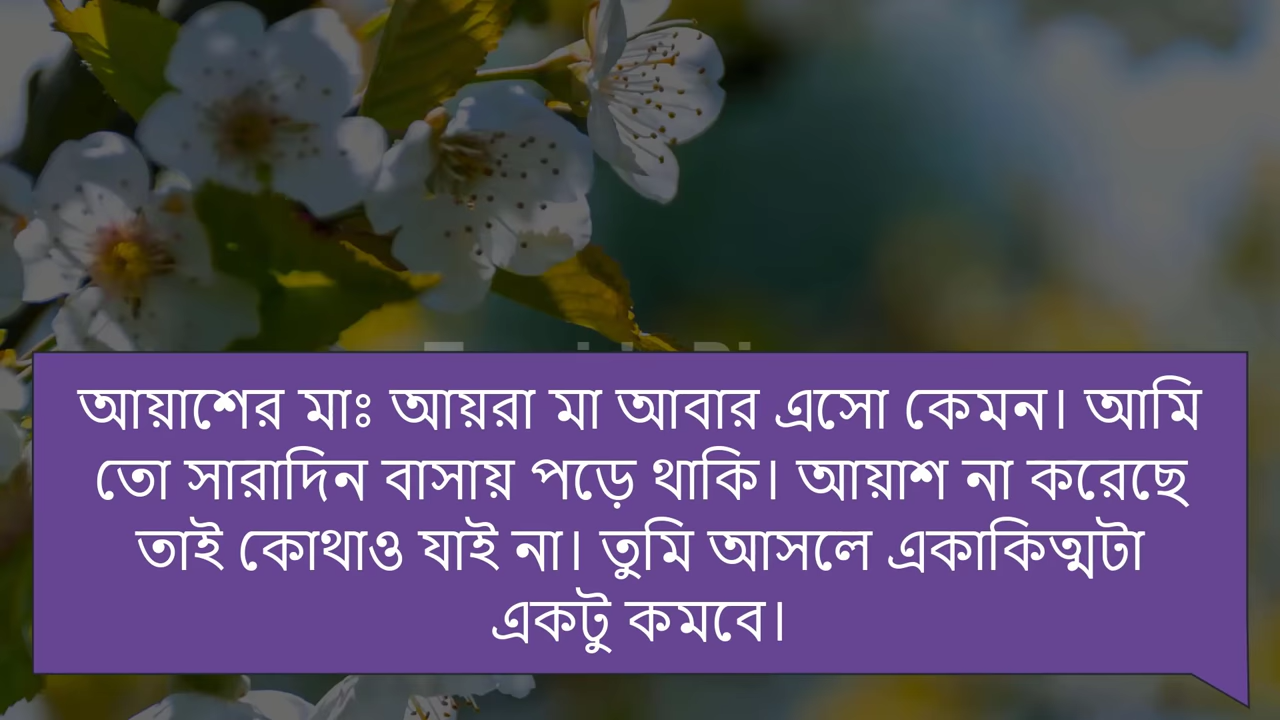 আয়াশের মাঃ আয়রা মা আবার এসো কেমন। আমি
তো সারাদিন বাসায় পড়ে থাকি। আয়াশ না করেছে
তাই কোথাও যাই না। তুমি আসলে একাকিত্মটা
একটু কমবে।